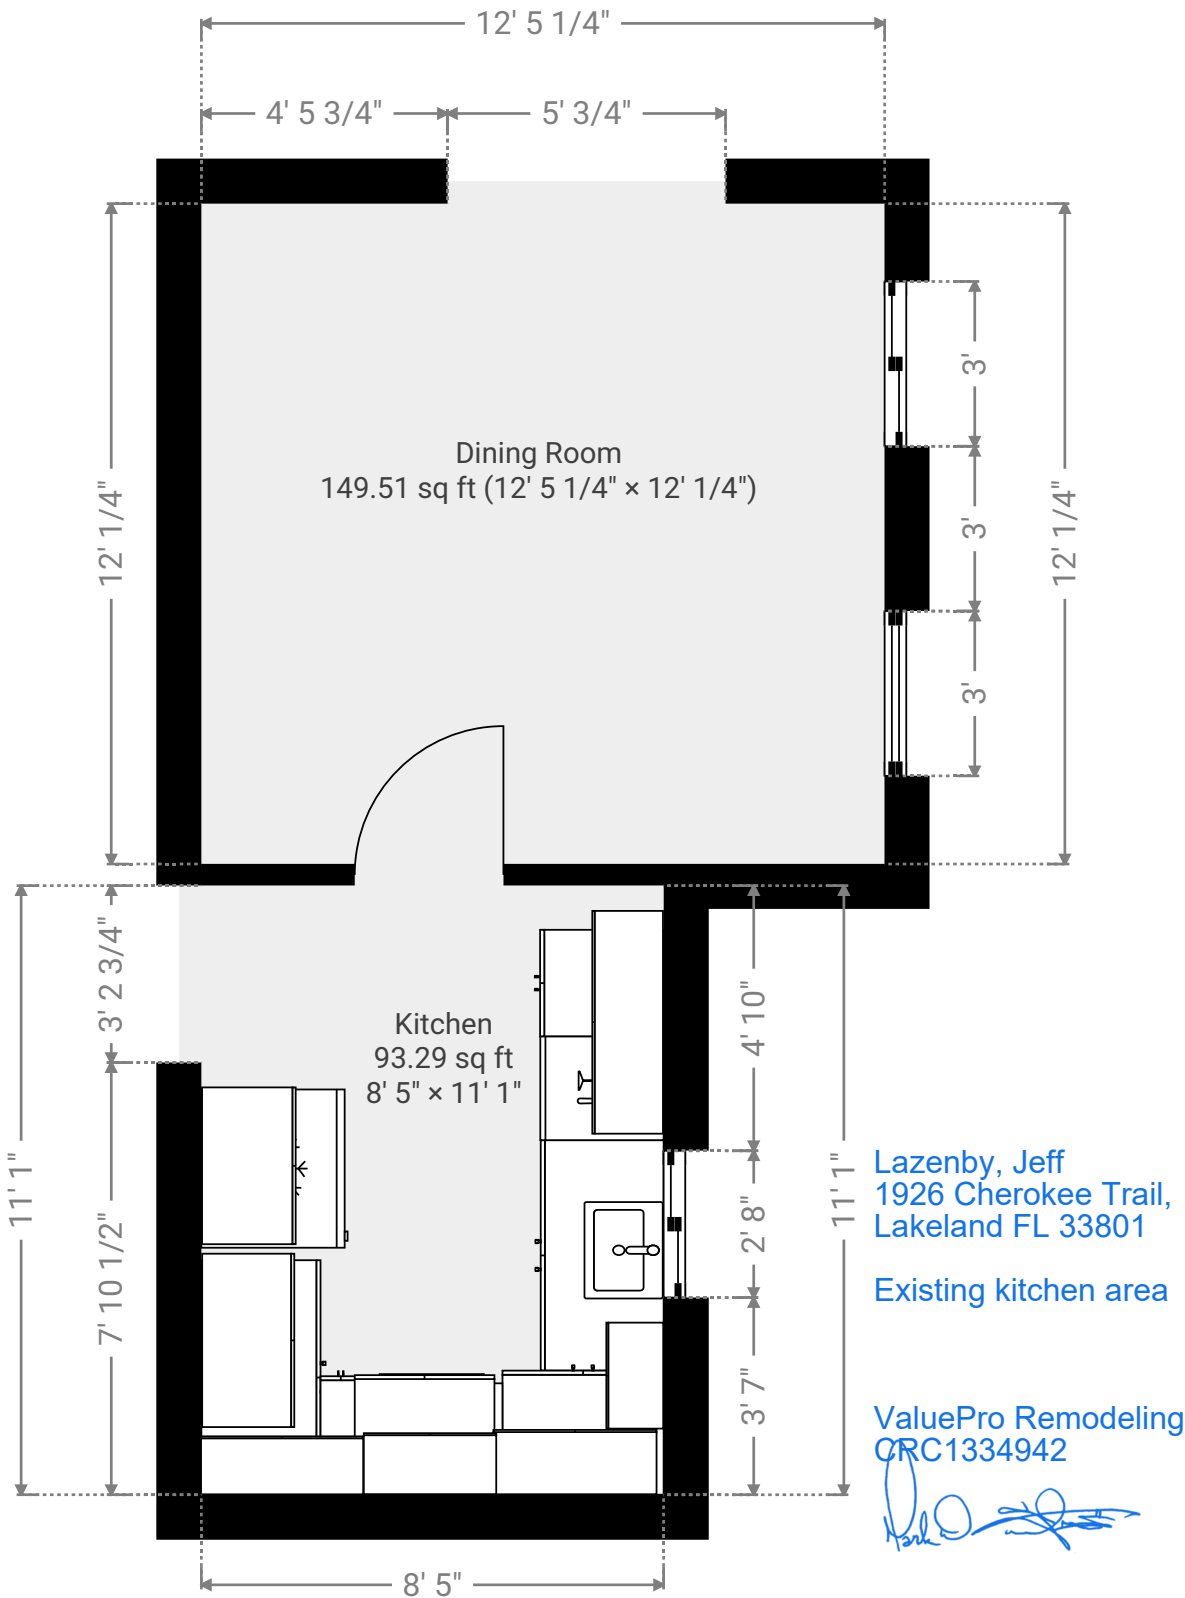 12' 5 1/4"
4' 5 3/4"
5' 3/4"
3'
Dining Room
149.51 sq ft (12' 5 1/4" × 12' 1/4")
12' 1/4"
3'
12' 1/4"
3'
3' 2 3/4"
4' 10"
Kitchen
93.29 sq ft
8' 5" × 11' 1"
11' 1"
7' 10 1/2"
2' 8"
11' 1"
Lazenby, Jeff
1926 Cherokee Trail,
Lakeland FL 33801
Existing kitchen area
3' 7"
ValuePro Remodeling
CRC1334942
Mark
8' 5"